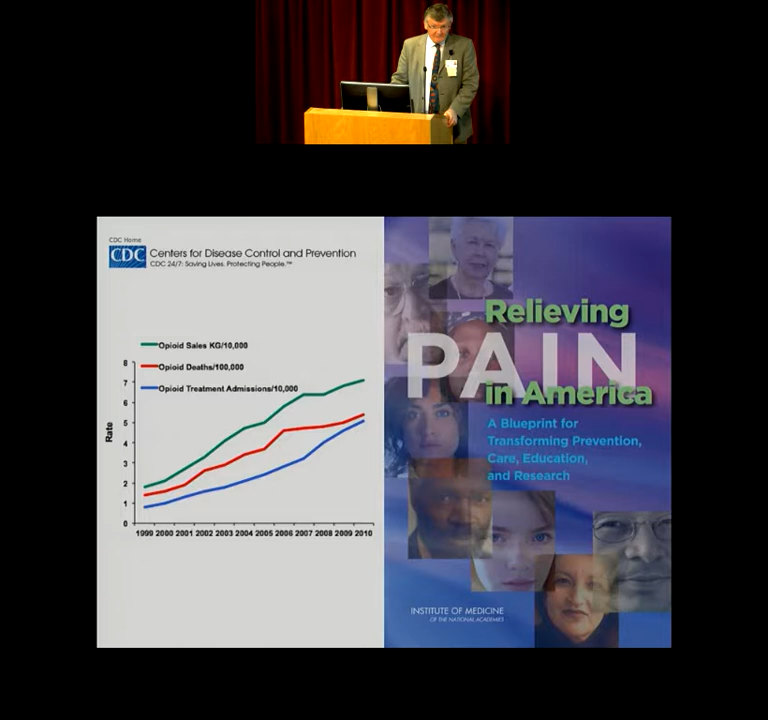 CDC Home
CDC
Centers for Disease Control and Prevention
CDC 24/7: Saving Lives. Protecting People.™
Opioid Sales KG/10,000
Opioid Deaths/100,000
Opioid Treatment Admissions/10,000
Rate
8
7
6
5
4
3
2
1
0
1999 2000 2001 2002 2003 2004 2005 2006 2007 2008 2009 2010
Relieving
PAIN
in America
A Blueprint for
Transforming Prevention,
Care, Education,
and Research
INSTITUTE OF MEDICINE
OF THE NATIONAL ACADEMIES